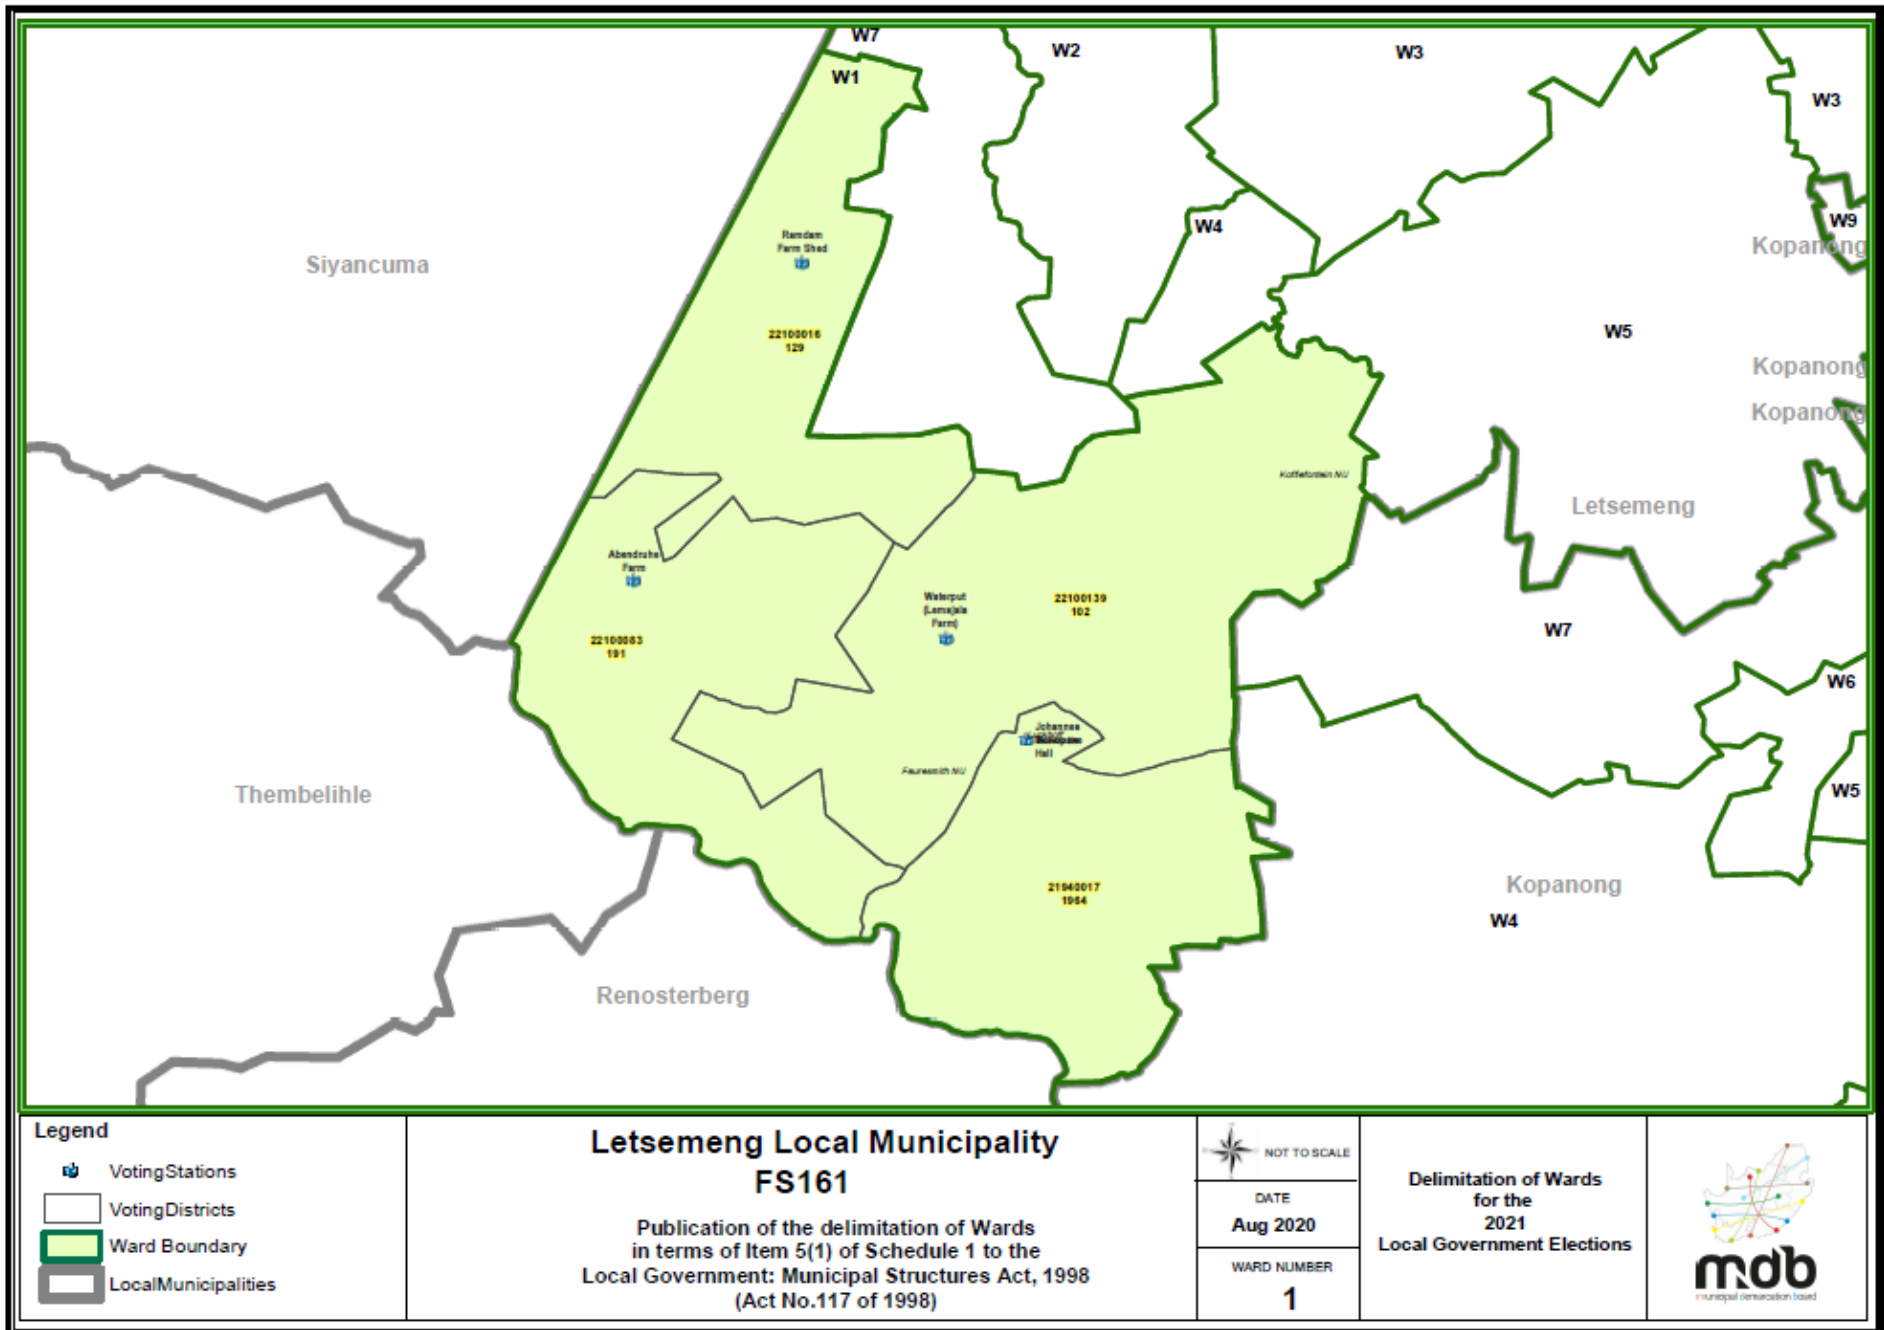 W7
W2
W3
W1
W3
W4
W9
Kopanong
Siyancuma
Ramdam
Farm Shed
22100016
129
W5
Kopanong
Kopanong
Koffiefontein NU
Letsemeng
Abendruhe
Farm
Waterput
(Lemajala
Farm)
22100139
102
22100083
191
W7
W6
Johannes
Hall
Fauresmith NU
Thembelihle
W5
21940017
1964
Kopanong
W4
Renosterberg
Legend
VotingStations
VotingDistricts
Ward Boundary
LocalMunicipalities
Letsemeng Local Municipality
FS161
Publication of the delimitation of Wards
in terms of Item 5(1) of Schedule 1 to the
Local Government: Municipal Structures Act, 1998
(Act No.117 of 1998)
NOT TO SCALE
DATE
Aug 2020
WARD NUMBER
1
Delimitation of Wards
for the
2021
Local Government Elections
mdb
municipal demarcation board